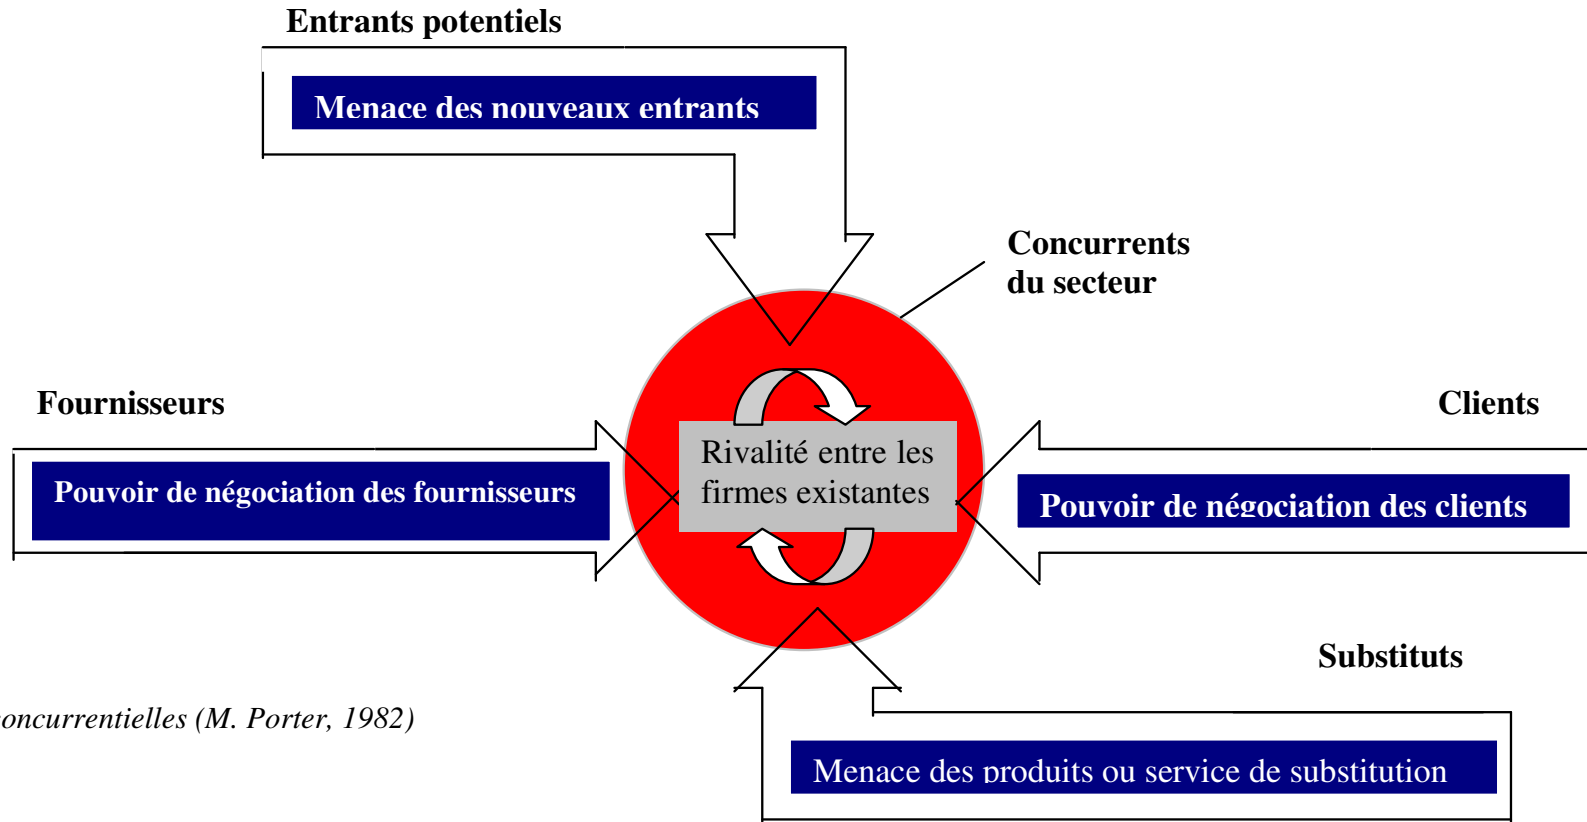 Entrants potentiels
Menace des nouveaux entrants
Concurrents
du secteur
Fournisseurs
Clients
Rivalité entre les
firmes existantes
Pouvoir de négociation des fournisseurs
Pouvoir de négociation des clients
Substituts
concurrentielles (M. Porter, 1982)
Menace des produits ou service de substitution